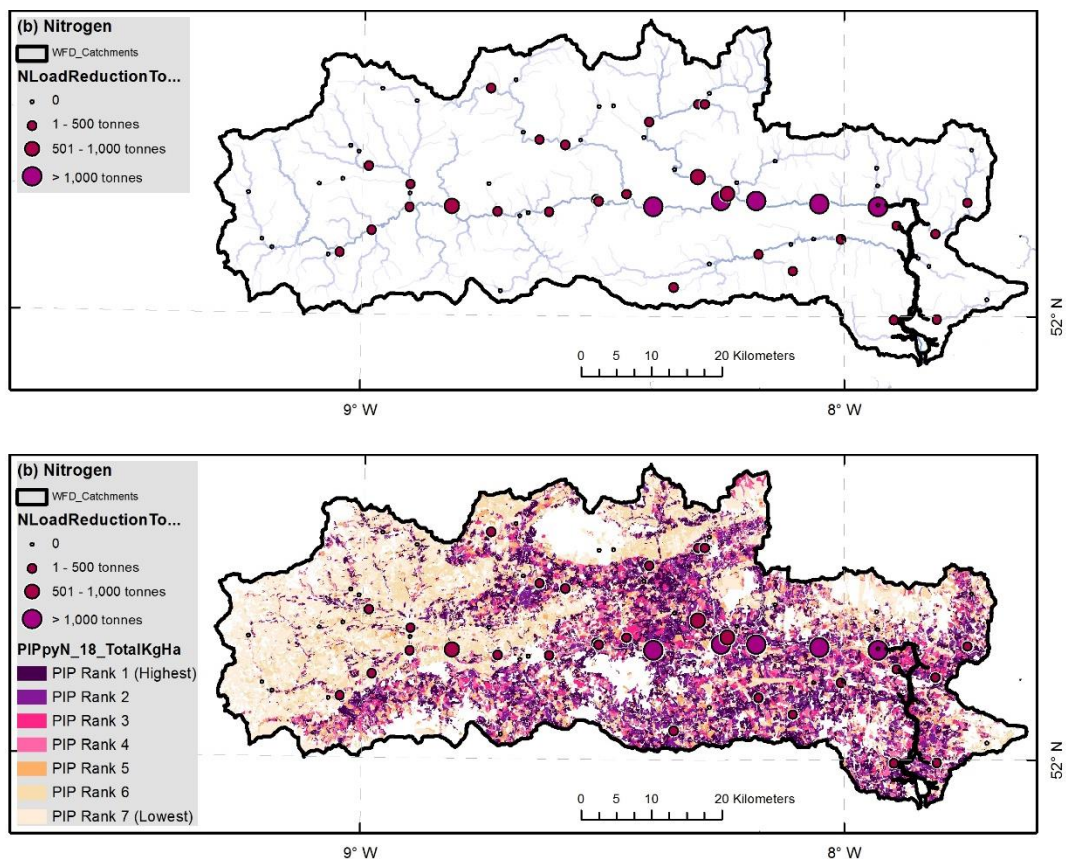 (b) Nitrogen
WFD_Catchments
NLoadReductionTo...
0
1 - 500 tonnes
501 - 1,000 tonnes
> 1,000 tonnes
0 5 10 20 Kilometers
52° N
9° W
8° W
(b) Nitrogen
WFD_Catchments
NLoadReductionTo...
0
1 - 500 tonnes
501 - 1,000 tonnes
> 1,000 tonnes
PIPpyN_18_TotalKgHa
PIP Rank 1 (Highest)
PIP Rank 2
PIP Rank 3
PIP Rank 4
PIP Rank 5
PIP Rank 6
PIP Rank 7 (Lowest)
0 5 10 20 Kilometers
52° N
9° W
8° W